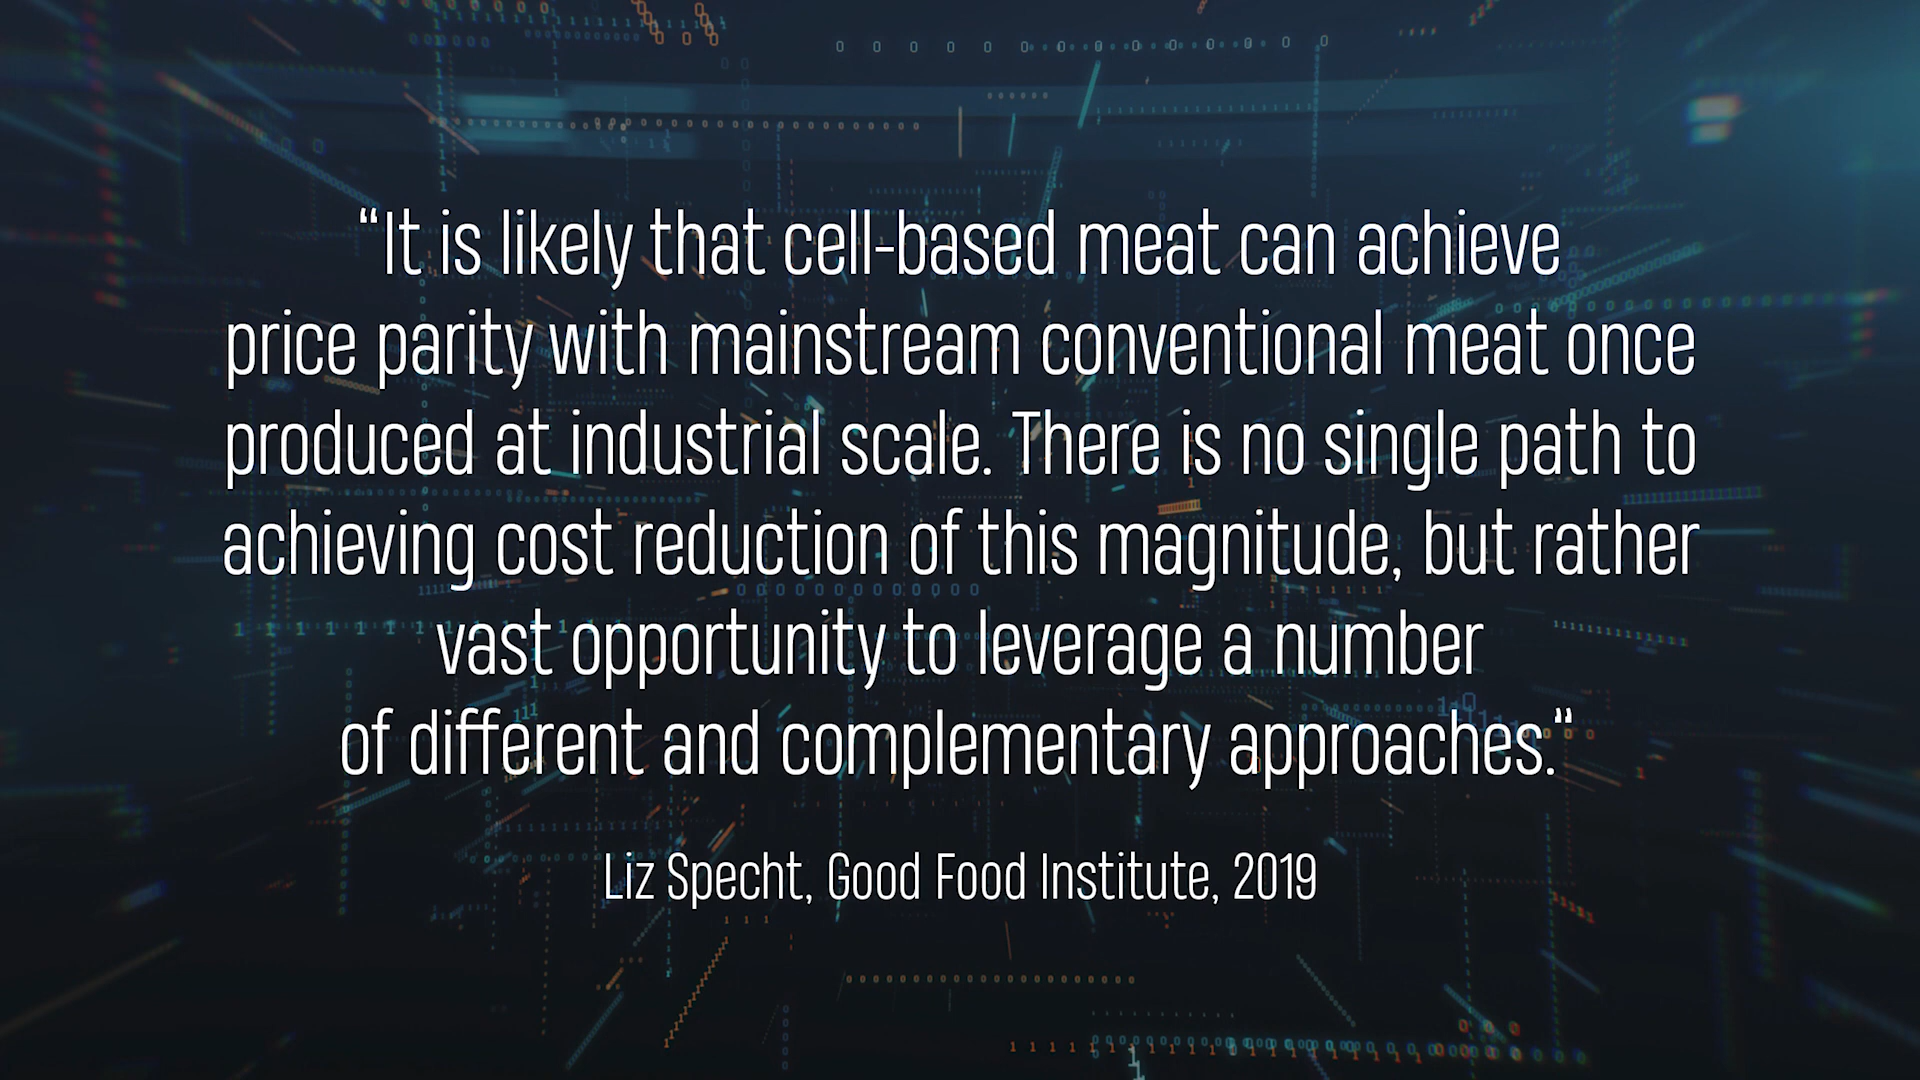 “It is likely that cell-based meat can achieve
price parity with mainstream conventional meat once
produced at industrial scale. There is no single path to
achieving cost reduction of this magnitude, but rather
vast opportunity to leverage a number
of different and complementary approaches.”
Liz Specht, Good Food Institute, 2019